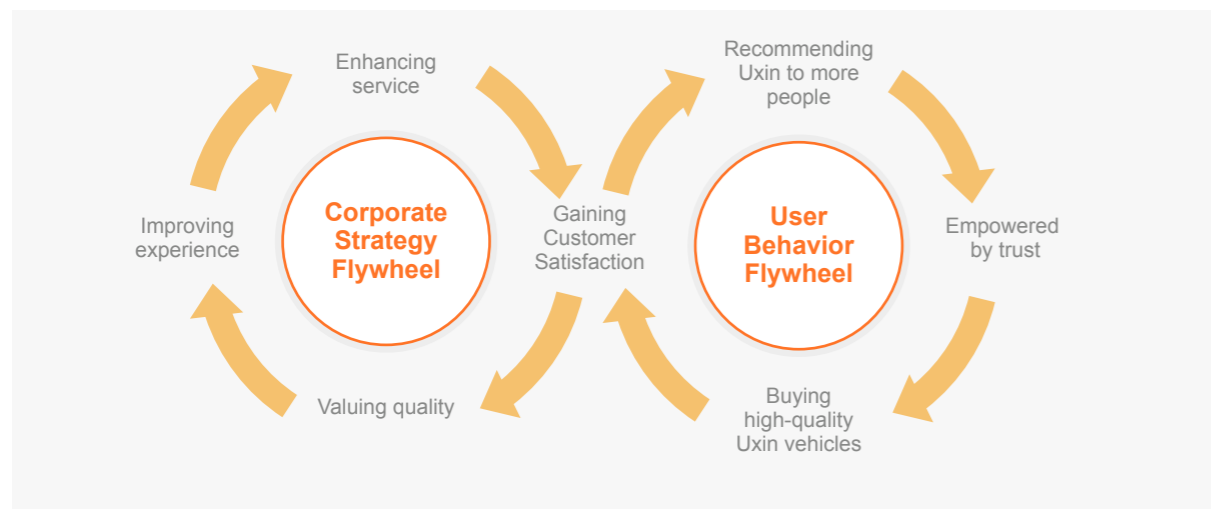 Enhancing
service
Corporate
Strategy
Flywheel
Improving
experience
Valuing quality
Gaining
Customer
Satisfaction
Recommending
Uxin to more
people
User
Behavior
Flywheel
Empowered
by trust
Buying
high-quality
Uxin vehicles